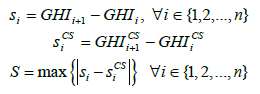 s_i = GHI_{i+1} − GHI_i, ∀i ∈ {1,2,...,n}
s_i^{CS} = GHI_{i+1}^{CS} − GHI_i^{CS}
S = max{|s_i − s_i^{CS}|} ∀i ∈ {1,2,...,n}